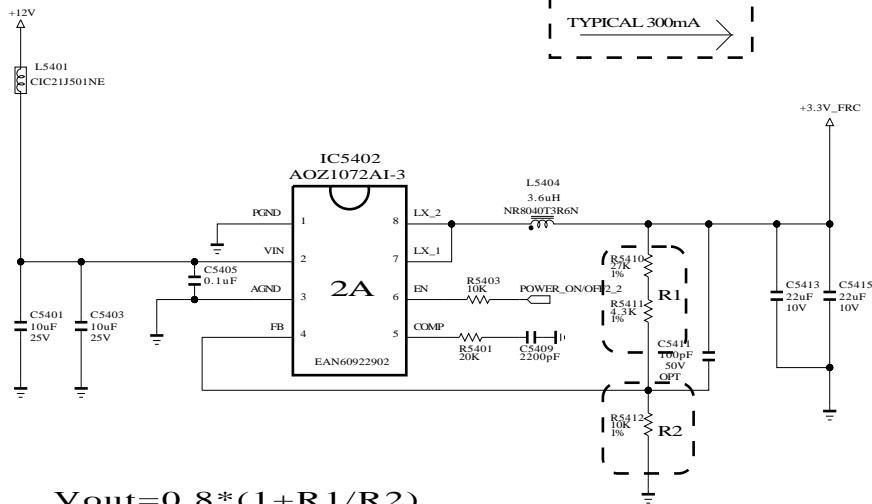 +12V
L5401
CIC21J501NE
TYPICAL 300mA
+3.3V_FRC
IC5402
AOZ1072AI-3
L5404
3.6uH
NR8040T3R6N
PGND
1
8
LX_2
VIN
2
7
LX_1
C5405
0.1uF
AGND
3
2A
6
EN
R5403
10K
POWER_ON/OFF2_2
FB
4
5
COMP
R5401
20K
C5409
2200pF
EAN60922902
C5401
10uF
25V
C5403
10uF
25V
R5410
27K
1%
R5411
4.3K
1%
R1
C5411
100pF
50V
OPT
C5413
22uF
10V
C5415
22uF
10V
R5412
10K
1%
R2
Vout=0.8*(1+R1/R2)